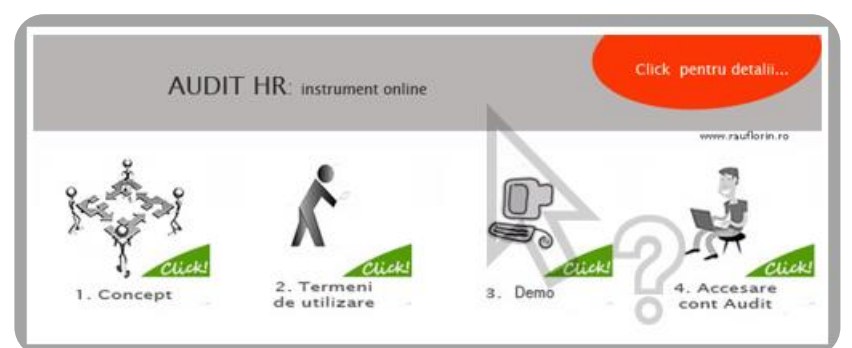 AUDIT HR: instrument online
Click pentru detalii...
www.rauflorin.ro
Click!
Click!
Click!
Click!
1. Concept
2. Termeni
de utilizare
3. Demo
4. Accesare
cont Audit
?